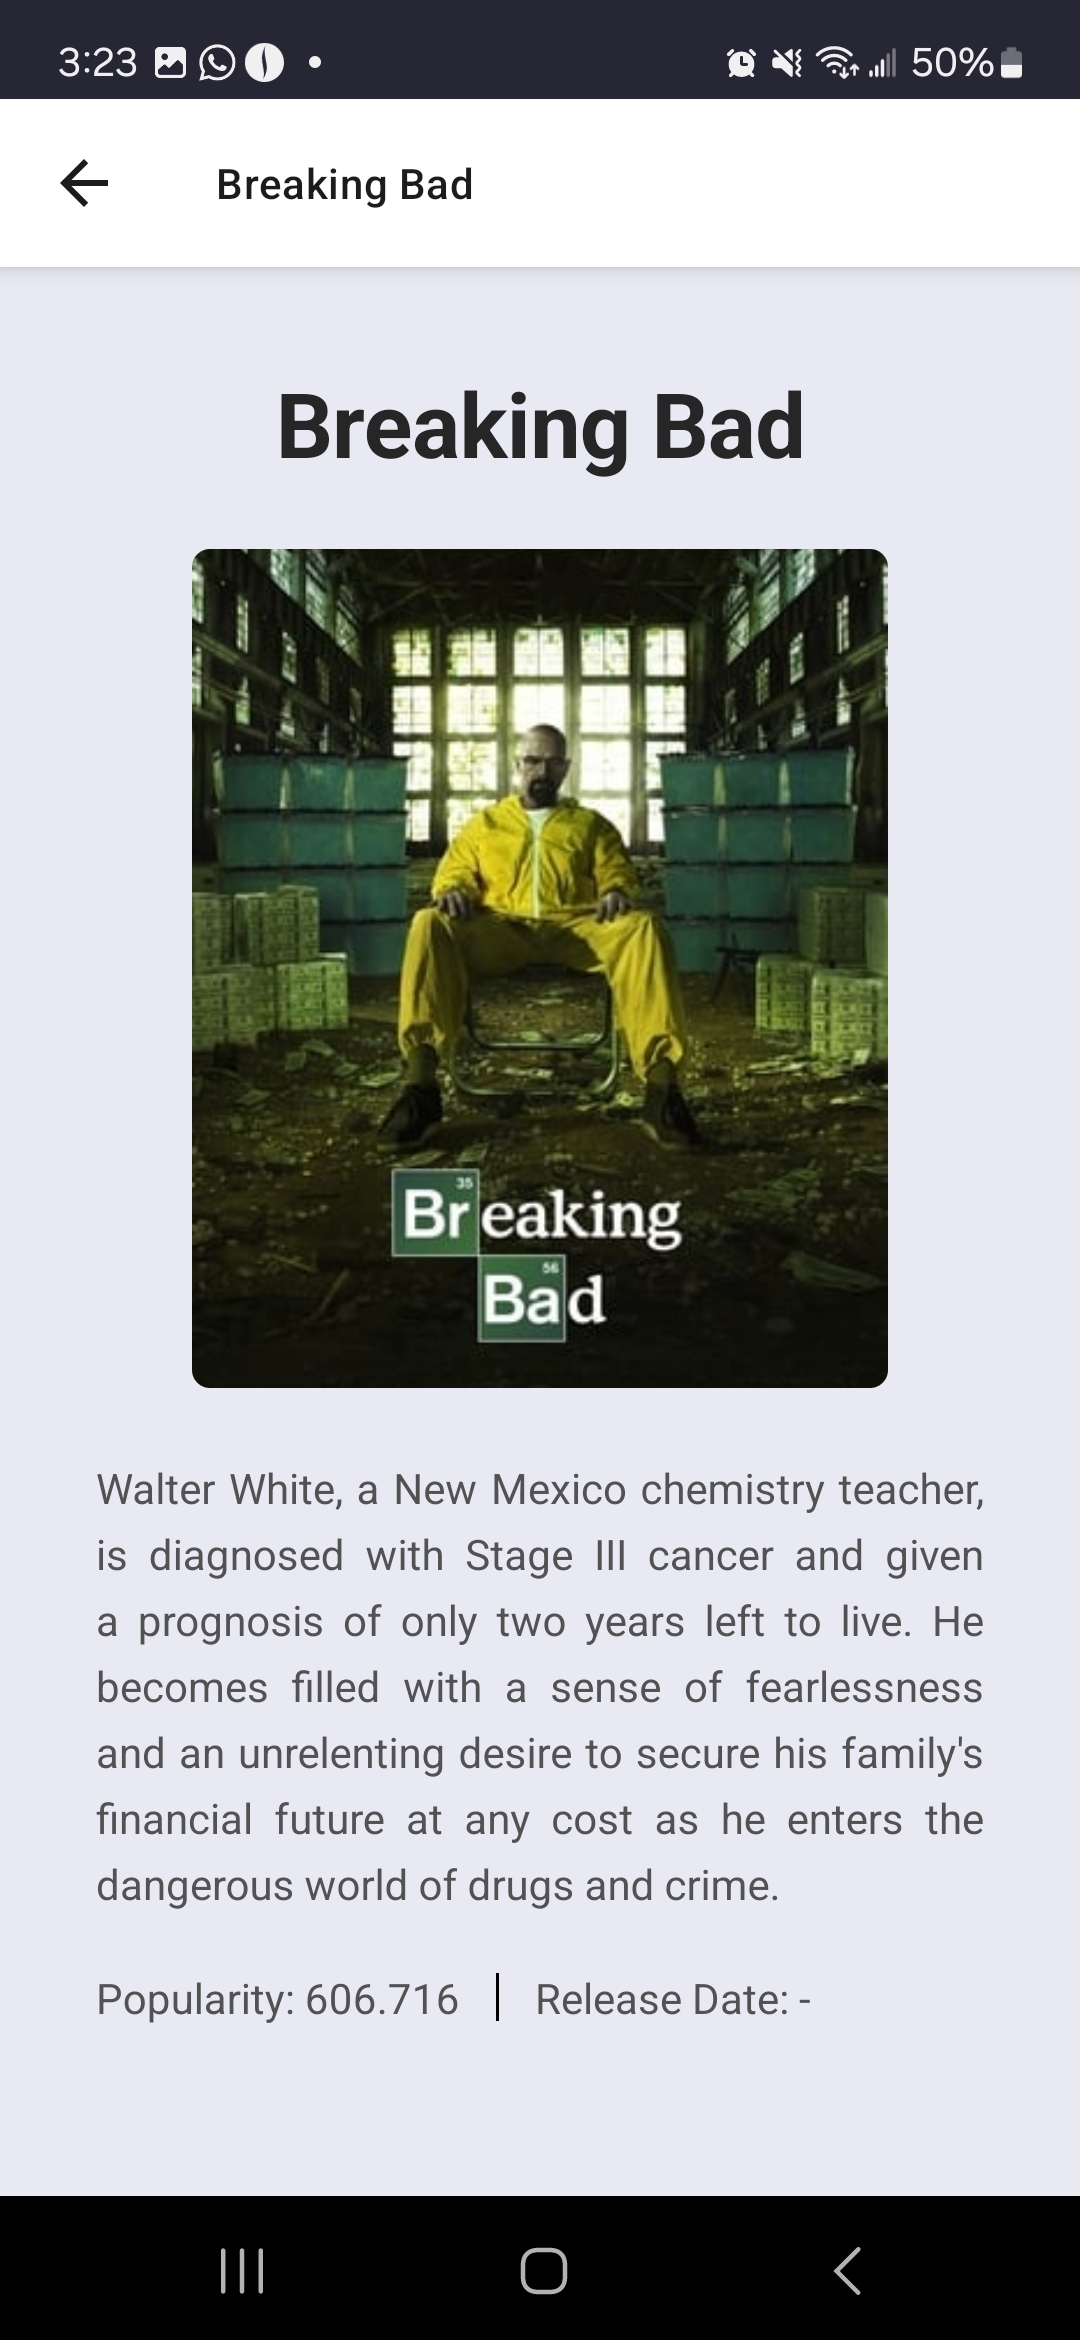 3:23
50%
Breaking Bad
Breaking Bad
35
Breaking
56
Bad
Walter White, a New Mexico chemistry teacher,
is diagnosed with Stage III cancer and given
a prognosis of only two years left to live. He
becomes filled with a sense of fearlessness
and an unrelenting desire to secure his family's
financial future at any cost as he enters the
dangerous world of drugs and crime.
Popularity: 606.716 | Release Date: -